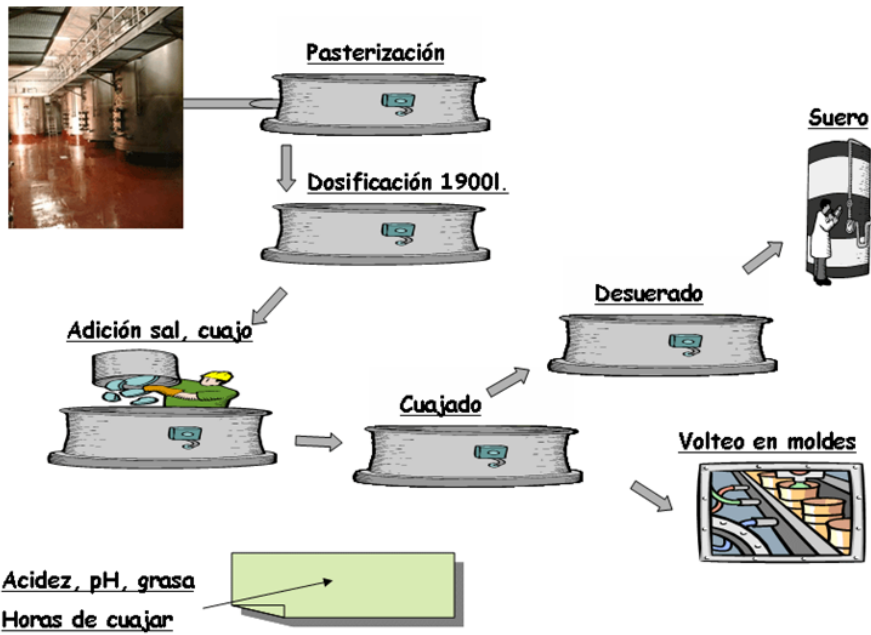 Pasterización
Suero
Dosificación 1900l.
Desuerado
Adición sal, cuajo
Cuajado
Volteo en moldes
Acidez, pH, grasa
Horas de cuajar